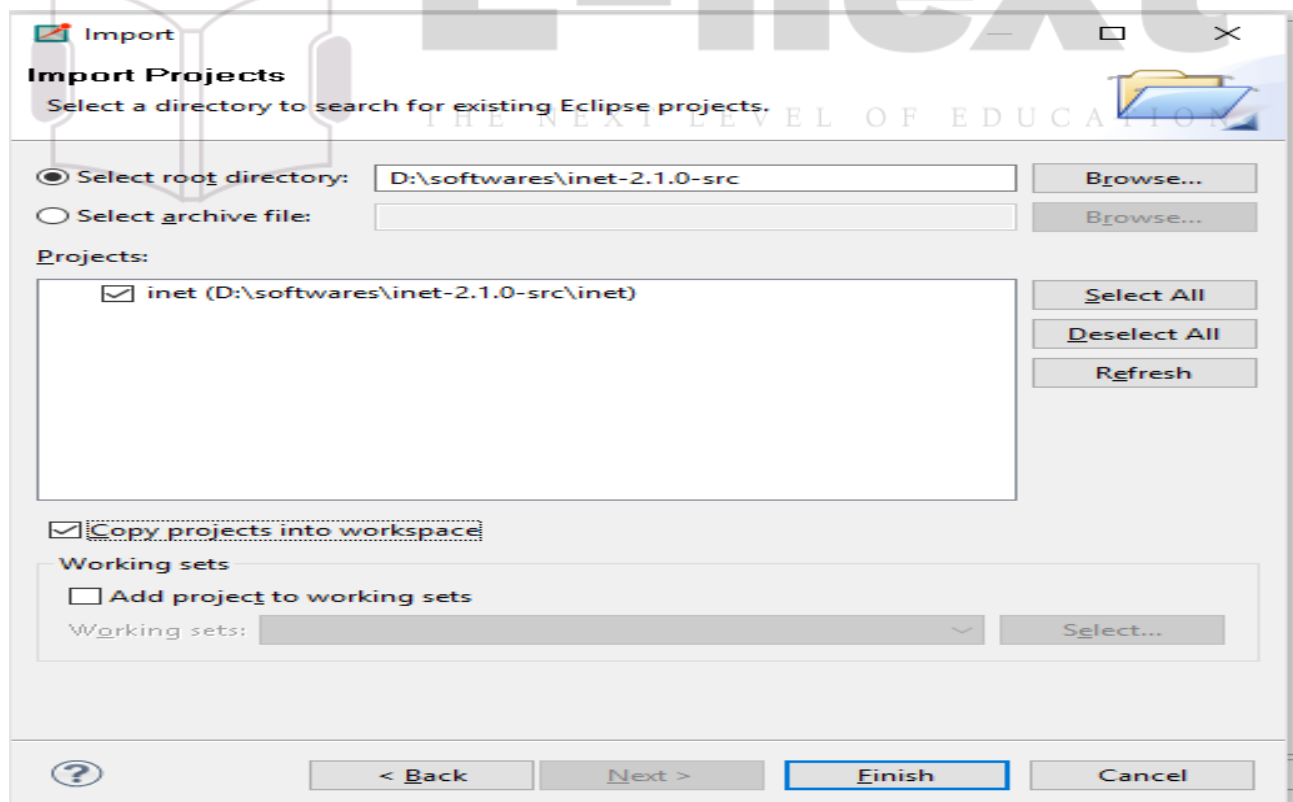 E-next
Import
Import Projects
Select a directory to search for existing Eclipse projects.
THE NEXT LEVEL OF EDUCATION
Select root directory: D:\softwares\inet-2.1.0-src Browse...
Select archive file: Browse...
Projects:
inet (D:\softwares\inet-2.1.0-src\inet) Select All
Deselect All
Refresh
Copy projects into workspace
Working sets
Add project to working sets
Working sets: Select...
? < Back Next > Finish Cancel